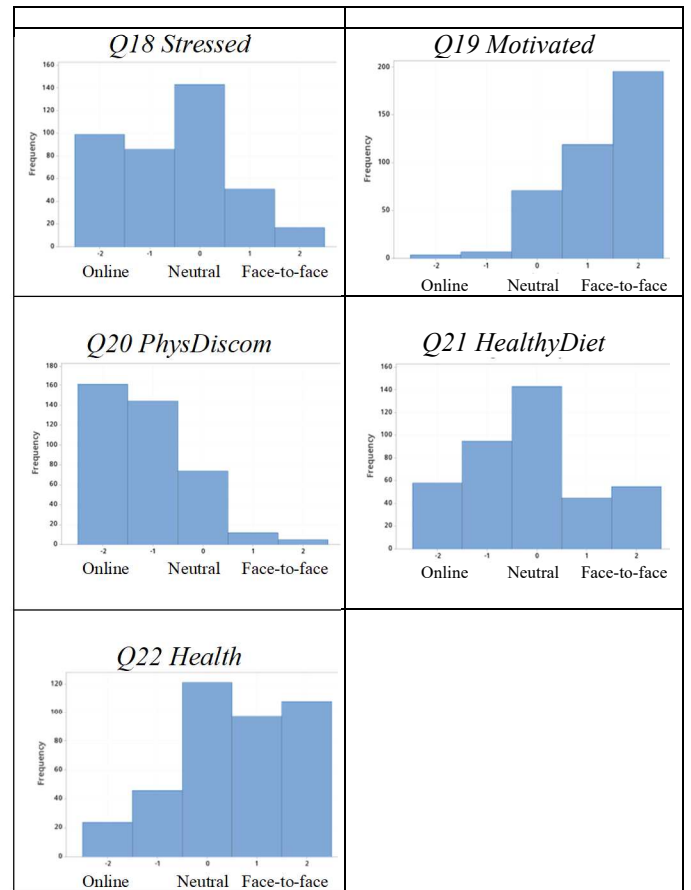 Q18 Stressed
160
140
120
100
80
60
40
20
0
Frequency
-2 -1 0 1 2
Online Neutral Face-to-face
Q19 Motivated
200
150
100
50
0
Frequency
-2 -1 0 1 2
Online Neutral Face-to-face
Q20 PhysDiscom
180
160
140
120
100
80
60
40
20
0
Frequency
-2 -1 0 1 2
Online Neutral Face-to-face
Q21 HealthyDiet
160
140
120
100
80
60
40
20
0
Frequency
-2 -1 0 1 2
Online Neutral Face-to-face
Q22 Health
120
100
80
60
40
20
0
Frequency
-2 -1 0 1 2
Online Neutral Face-to-face